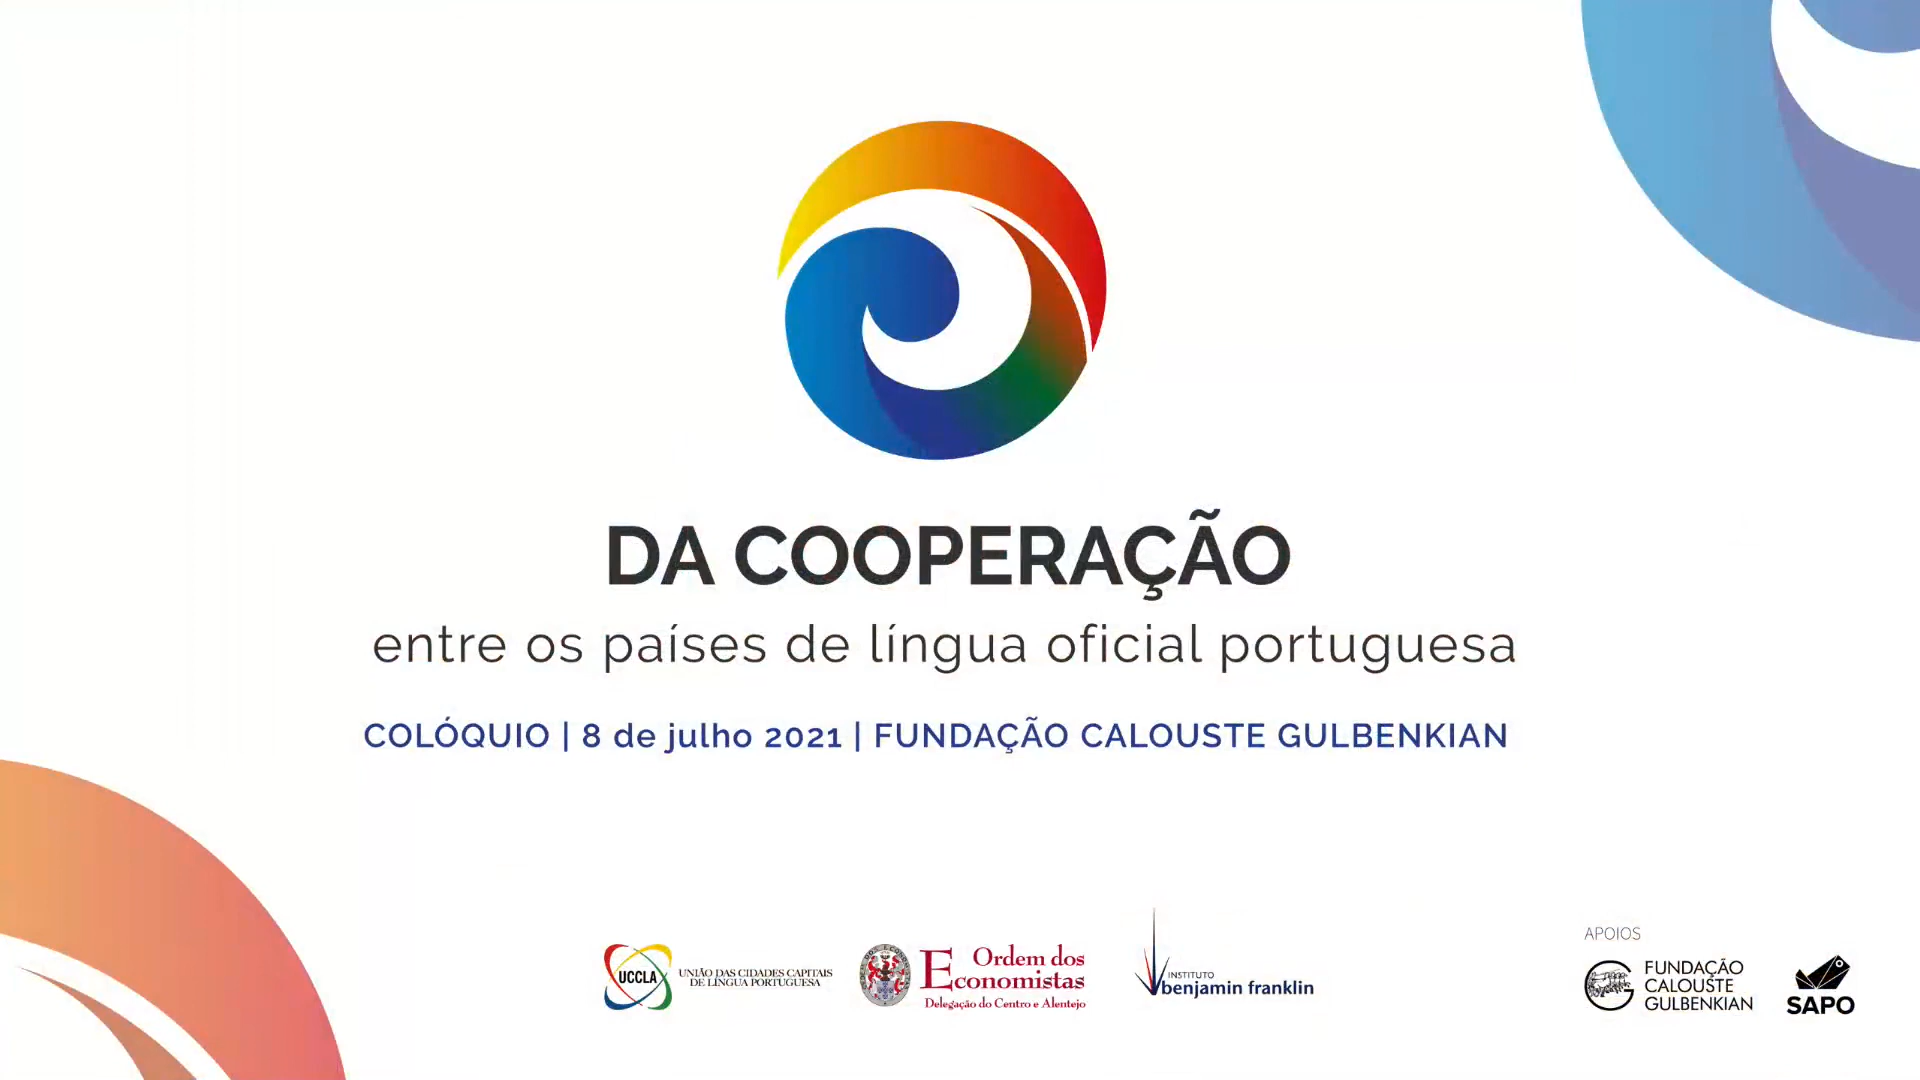 DA COOPERAÇÃO
entre os países de língua oficial portuguesa
COLÓQUIO | 8 de julho 2021 | FUNDAÇÃO CALOUSTE GULBENKIAN
UCCLA
UNIÃO DAS CIDADES CAPITAIS
DE LÍNGUA PORTUGUESA
Ordem dos
Economistas
Delegação do Centro e Alentejo
INSTITUTO
benjamin franklin
APOIOS
FUNDAÇÃO
CALOUSTE
GULBENKIAN
SAPO